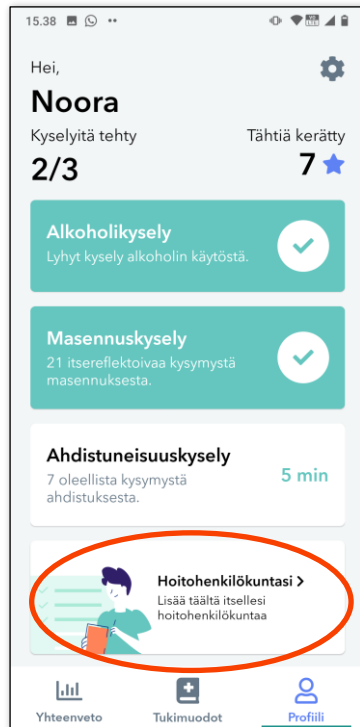 15.38
Hei,
Noora
Kyselyitä tehty
Tähtiä kerätty
2/3
7
Alkoholikysely
Lyhyt kysely alkoholin käytöstä.
Masennuskysely
21 itsereflektoivaa kysymystä
masennuksesta.
Ahdistuneisuuskysely
7 oleellista kysymystä
ahdistuksesta.
5 min
Hoitohenkilökuntasi >
Lisää täältä itsellesi
hoitohenkilökuntaa
Yhteenveto
Tukimuodot
Profiili